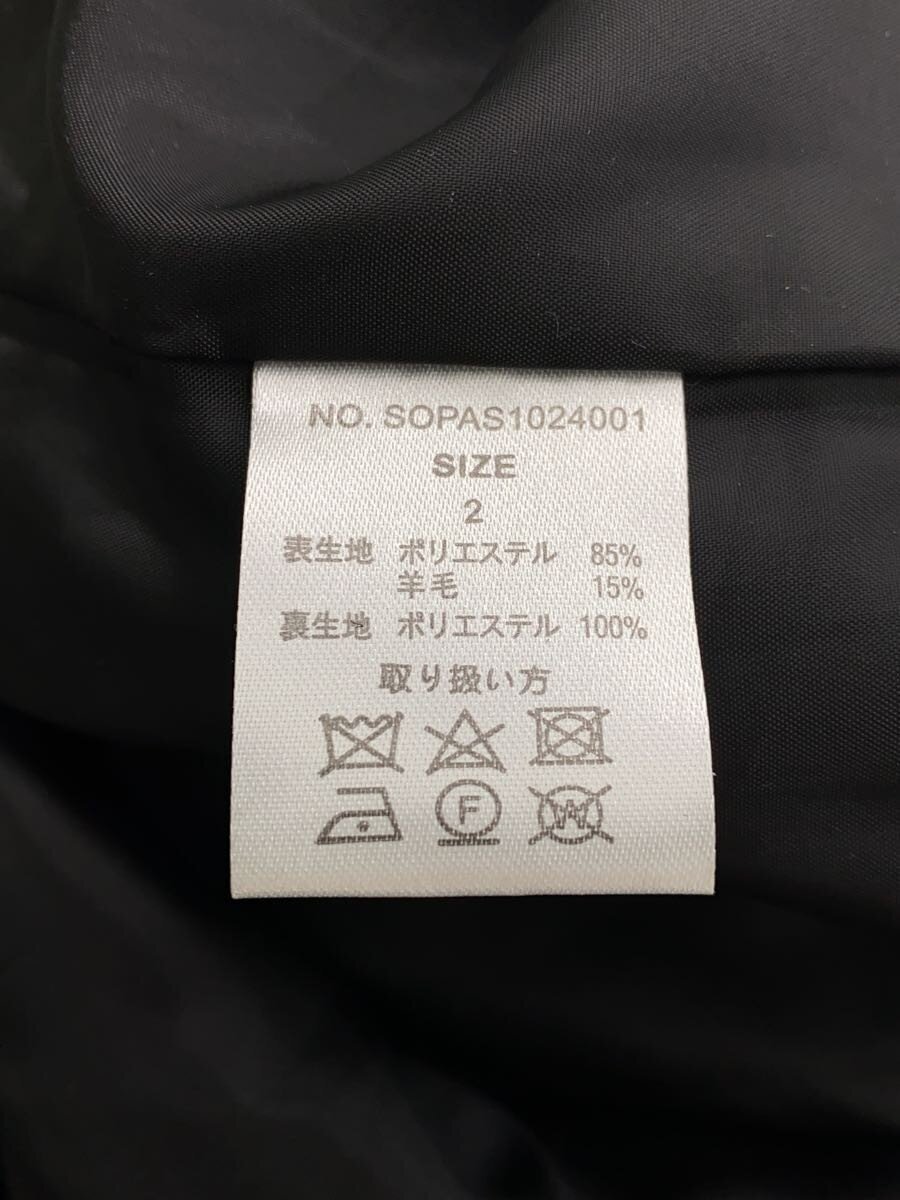 NO. SOPAS1024001
SIZE
2
表生地 ポリエステル 85%
羊毛 15%
裏生地 ポリエステル 100%
取り扱い方
F
W